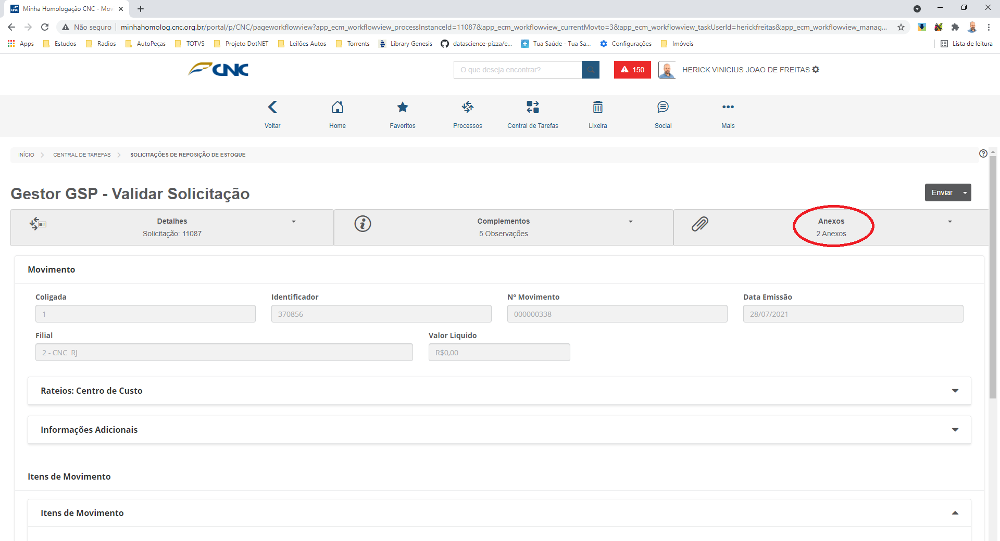 Minha Homologação CNC - Mov
Não seguro
minhahomolog.cnc.org.br/portal/p/CNC/pageworkflowview?app_ecm_workflowview_processInstanceId=11087&app_ecm_workflowview_currentMovto=3&app_ecm_workflowview_taskUserId=herickfreitas&app_ecm_workflowview_manag...
Apps Estudos Radios AutoPeças TOTVS Projeto DotNET Leilões Autos Torrents Library Genesis datascience-pizza/e... Tua Saúde - Tua Sa... Configurações Imóveis Lista de leitura
CNC
O que deseja encontrar?
150
HERICK VINICIUS JOAO DE FREITAS
Voltar Home Favoritos Processos Central de Tarefas Lixeira Social Mais
INÍCIO CENTRAL DE TAREFAS SOLICITAÇÕES DE REPOSIÇÃO DE ESTOQUE
Gestor GSP - Validar Solicitação
Enviar
Detalhes
Solicitação: 11087
Complementos
5 Observações
Anexos
2 Anexos
Movimento
Coligada Identificador Nº Movimento Data Emissão
1 370856 000000338 28/07/2021
Filial Valor Liquido
2 - CNC RJ R$0,00
Rateios: Centro de Custo
Informações Adicionais
Itens de Movimento
Itens de Movimento